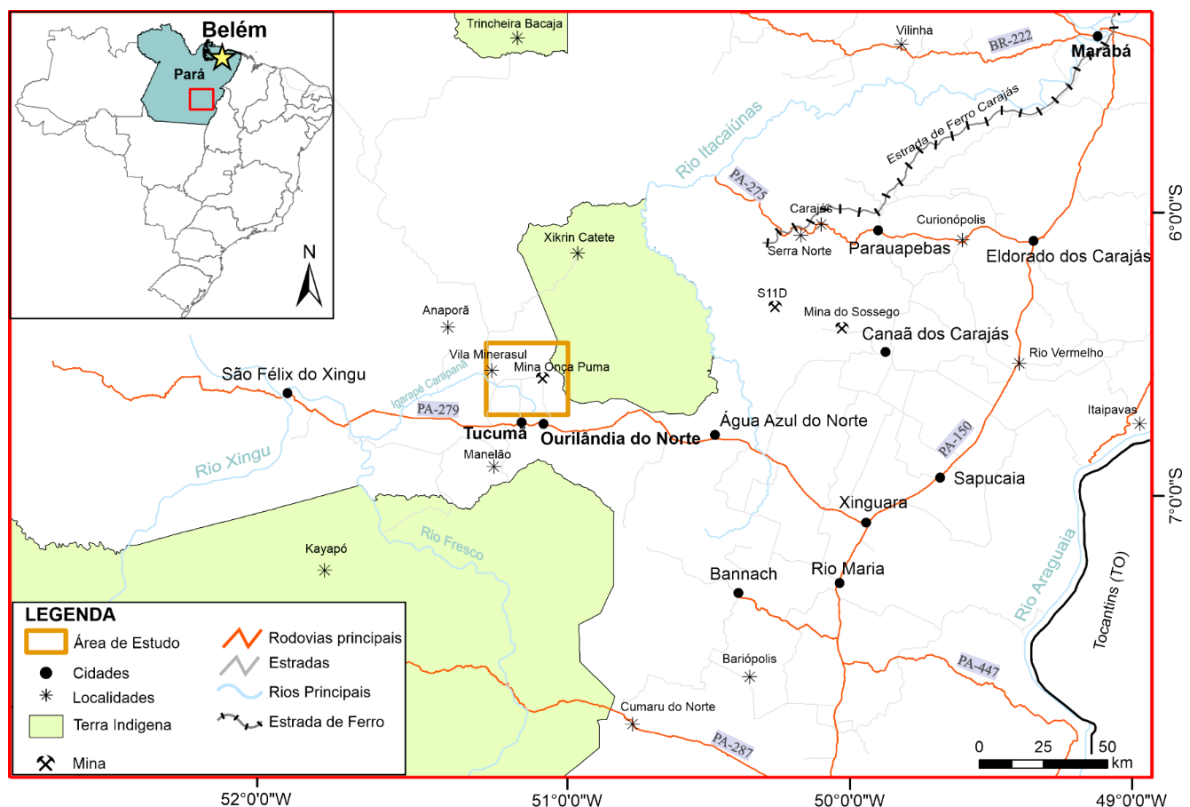 Belém
Pará
N
Trincheira Bacaja
Vilinha
BR-222
Marabá
Rio Itacaiúnas
Estrada de Ferro Carajás
PA-275
Carajás
Serra Norte
Parauapebas
Curionópolis
Eldorado dos Carajás
6°0'0"S
Xikrin Catete
S11D
Mina do Sossego
Canaã dos Carajás
Anaporã
Vila Minerasul
Mina Onça Puma
Rio Vermelho
São Félix do Xingu
Igarapé Carapanã
PA-279
Tucumã
Ourilândia do Norte
Água Azul do Norte
Itaipavas
PA-150
Rio Xingu
Manelão
Sapucaia
7°0'0"S
Xinguara
Rio Fresco
Kayapó
Bannach
Rio Maria
Rio Araguaia
Tocantins (TO)
Bariópolis
PA-447
Cumaru do Norte
PA-287
LEGENDA
Área de Estudo
Cidades
Localidades
Terra Indígena
Mina
Rodovias principais
Estradas
Rios Principais
Estrada de Ferro
0 25 50
km
52°0'0"W
51°0'0"W
50°0'0"W
49°0'0"W